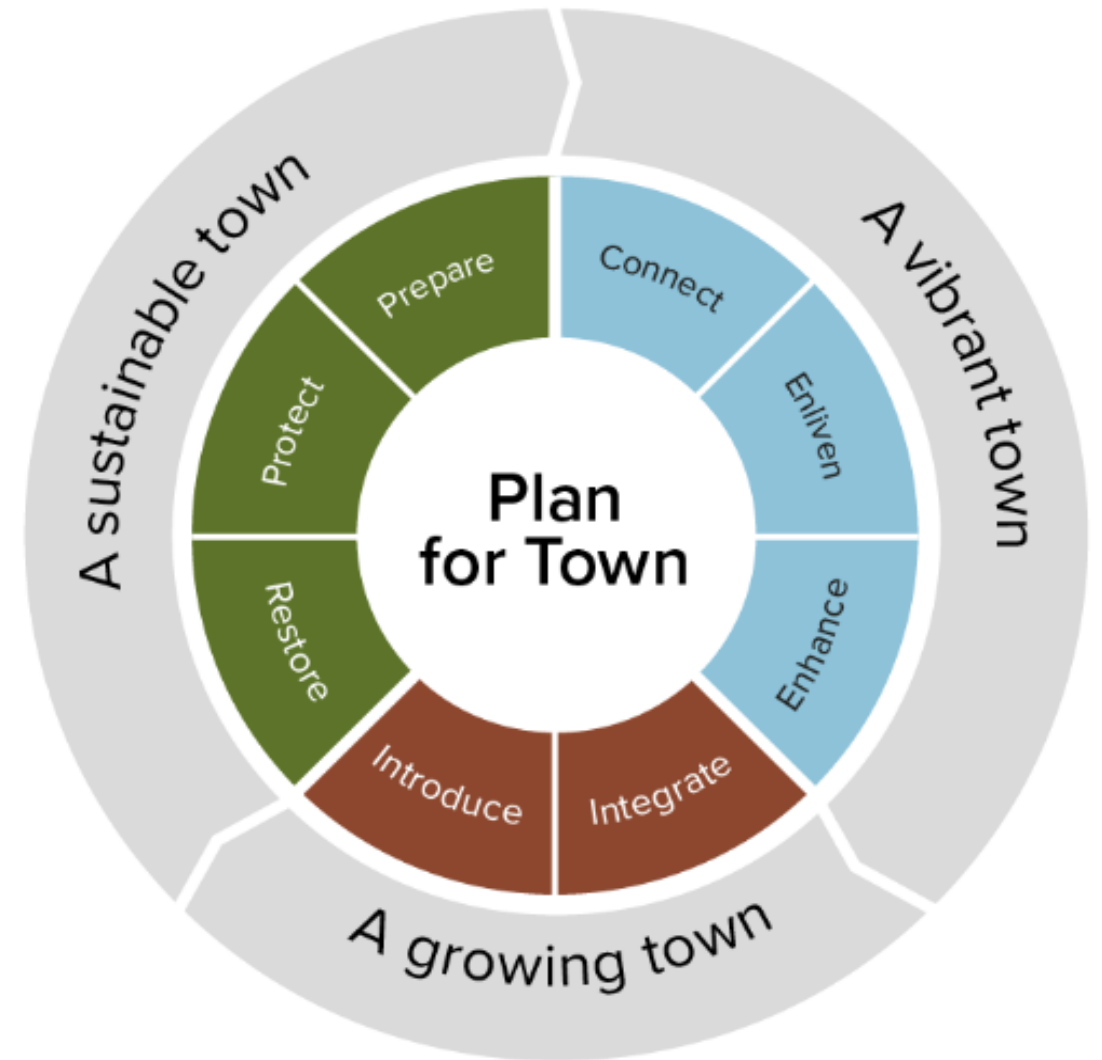 Plan
for Town
A vibrant town
Connect
Enliven
Enhance
A growing town
Integrate
Introduce
A sustainable town
Restore
Protect
Prepare